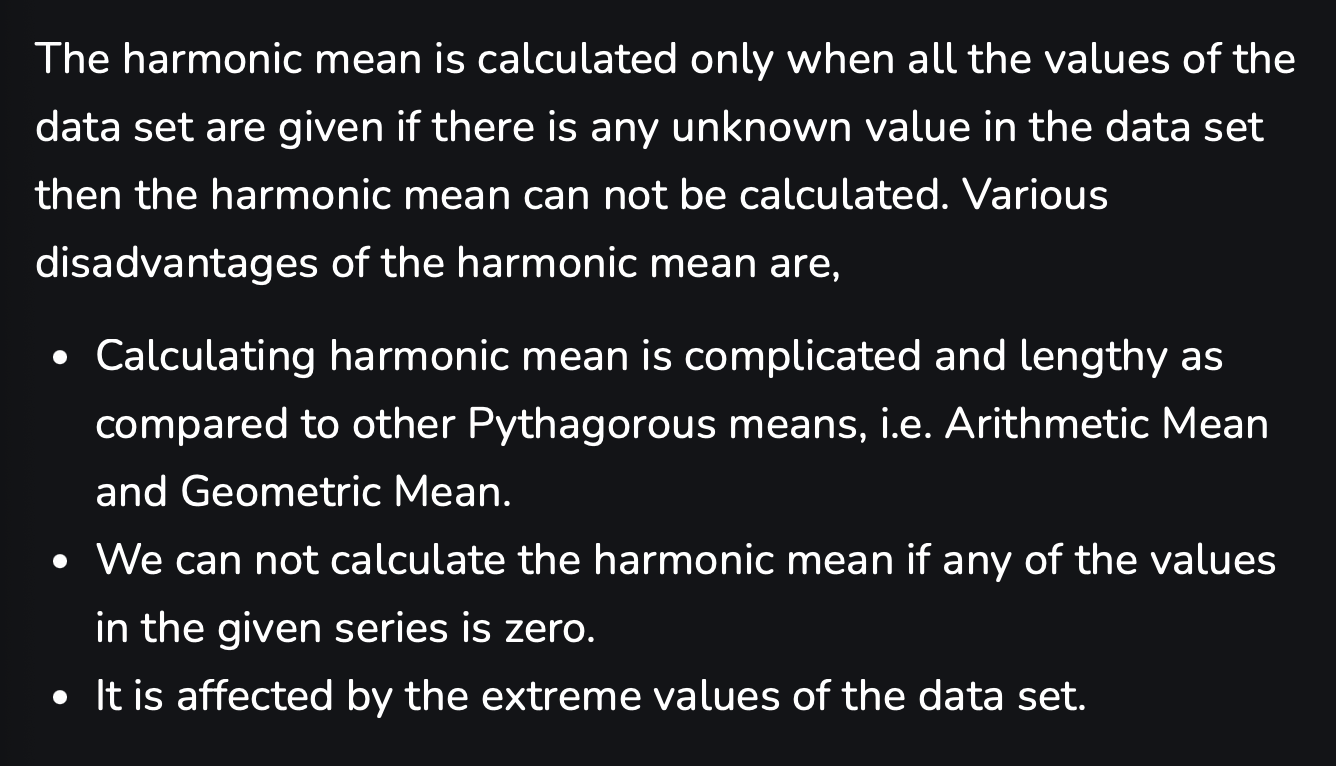 The harmonic mean is calculated only when all the values of the
data set are given if there is any unknown value in the data set
then the harmonic mean can not be calculated. Various
disadvantages of the harmonic mean are,
• Calculating harmonic mean is complicated and lengthy as
compared to other Pythagorous means, i.e. Arithmetic Mean
and Geometric Mean.
• We can not calculate the harmonic mean if any of the values
in the given series is zero.
• It is affected by the extreme values of the data set.